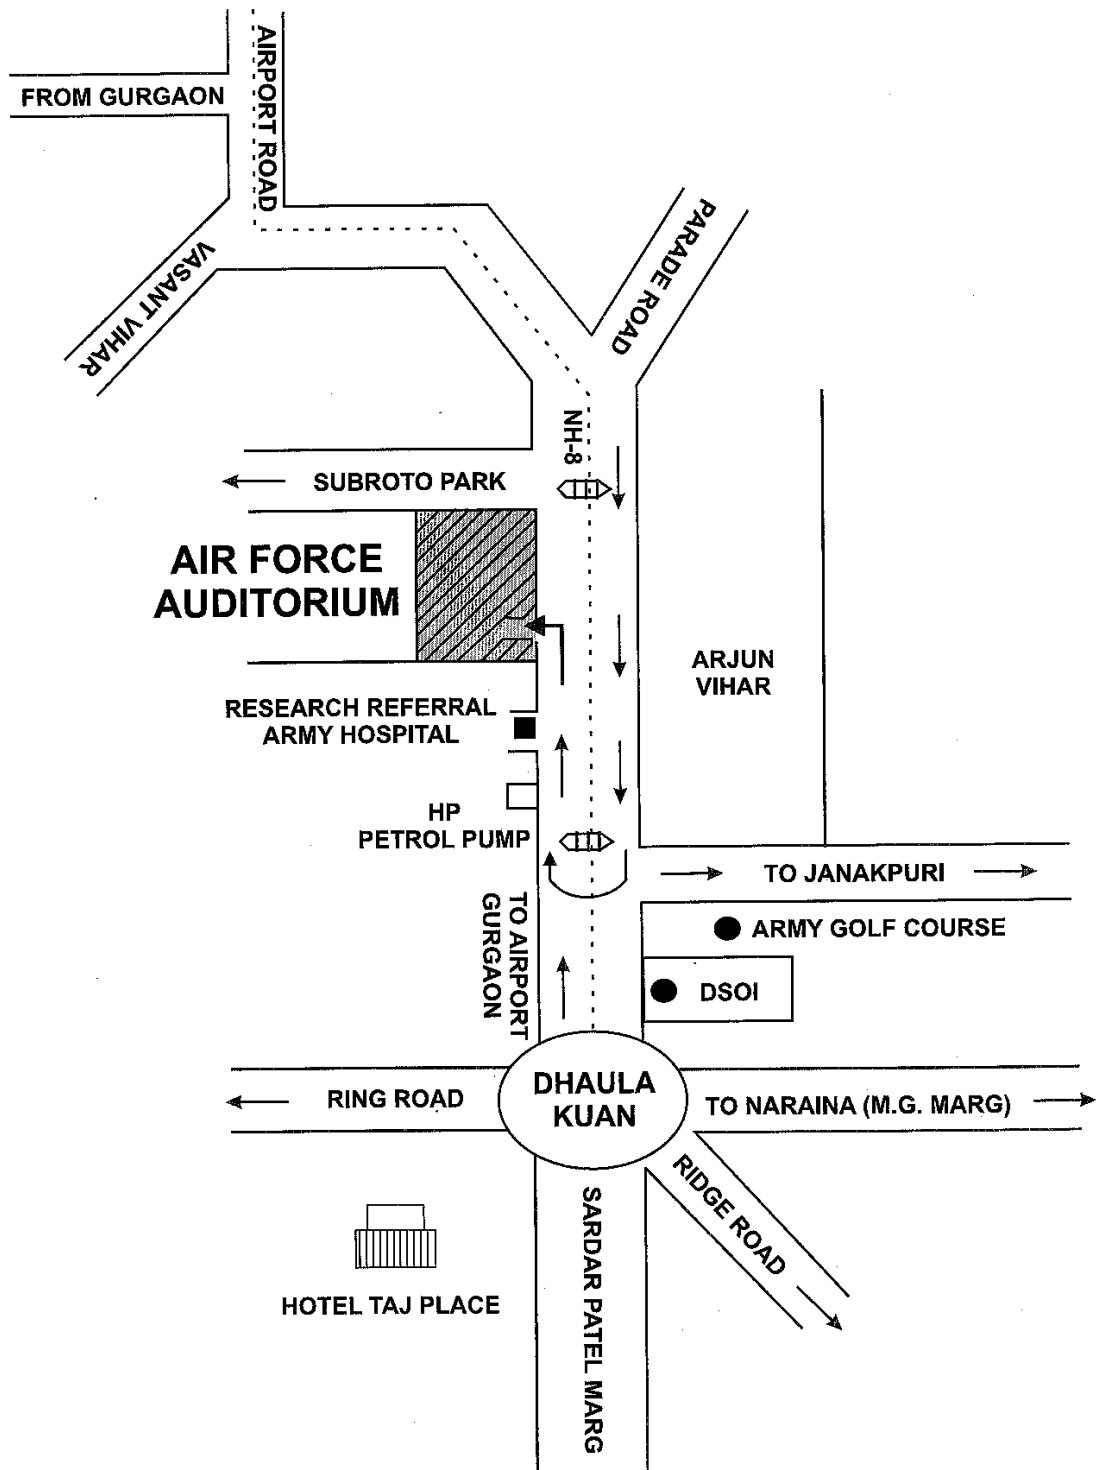 AIRPORT ROAD
FROM GURGAON
VASANT VIHAR
PARADE ROAD
NH-8
SUBROTO PARK
AIR FORCE
AUDITORIUM
ARJUN
VIHAR
RESEARCH REFERRAL
ARMY HOSPITAL
HP
PETROL PUMP
TO JANAKPURI
TO AIRPORT
GURGAON
ARMY GOLF COURSE
DSOI
DHAULA
KUAN
RING ROAD
TO NARAINA (M.G. MARG)
RIDGE ROAD
SARDAR PATEL MARG
HOTEL TAJ PLACE